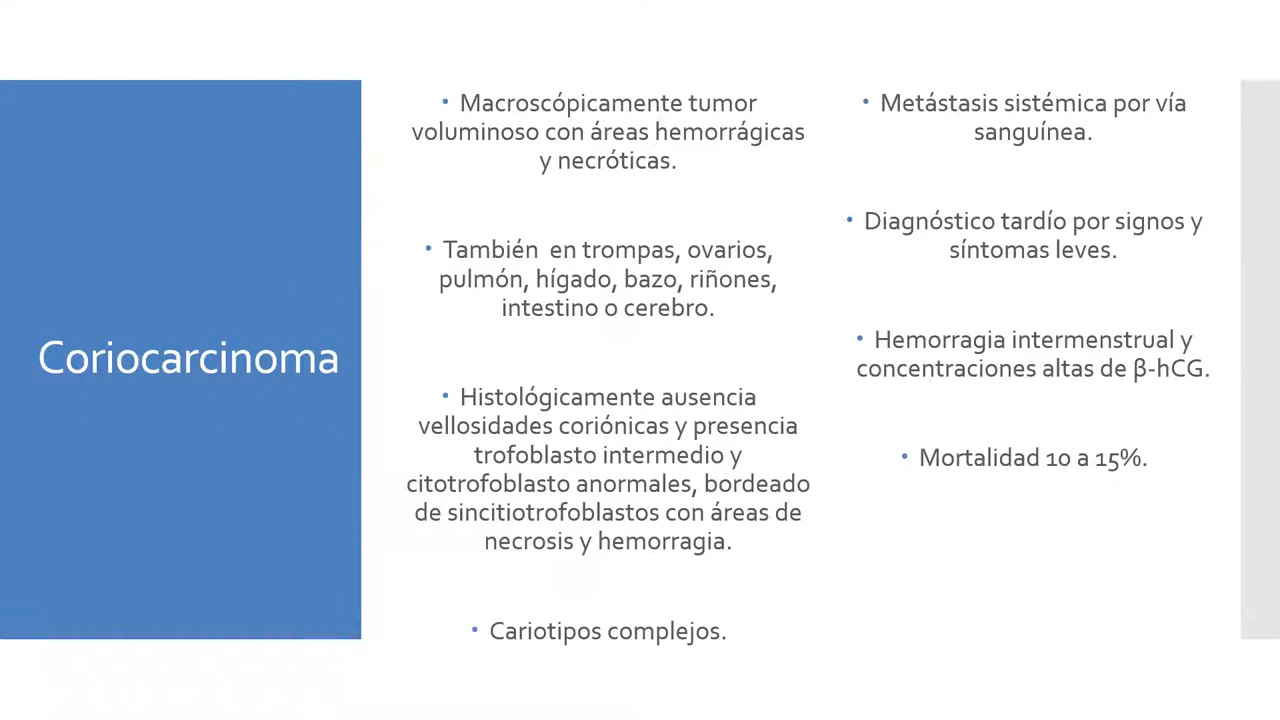 Coriocarcinoma
• Macroscópicamente tumor
voluminoso con áreas hemorrágicas
y necróticas.
• También en trompas, ovarios,
pulmón, hígado, bazo, riñones,
intestino o cerebro.
• Histológicamente ausencia
vellosidades coriónicas y presencia
trofoblasto intermedio y
citotrofoblasto anormales, bordeado
de sincitiotrofoblastos con áreas de
necrosis y hemorragia.
• Cariotipos complejos.
• Metástasis sistémica por vía
sanguínea.
• Diagnóstico tardío por signos y
síntomas leves.
• Hemorragia intermenstrual y
concentraciones altas de β-hCG.
• Mortalidad 10 a 15%.